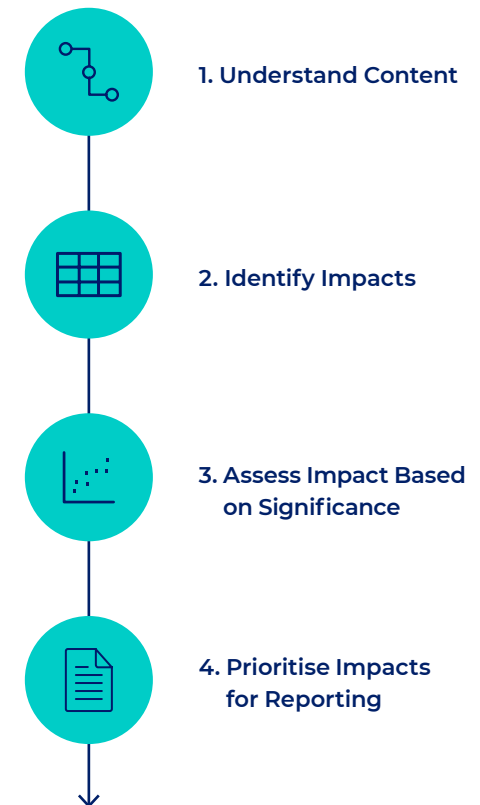 1. Understand Content
2. Identify Impacts
3. Assess Impact Based
on Significance
4. Prioritise Impacts
for Reporting